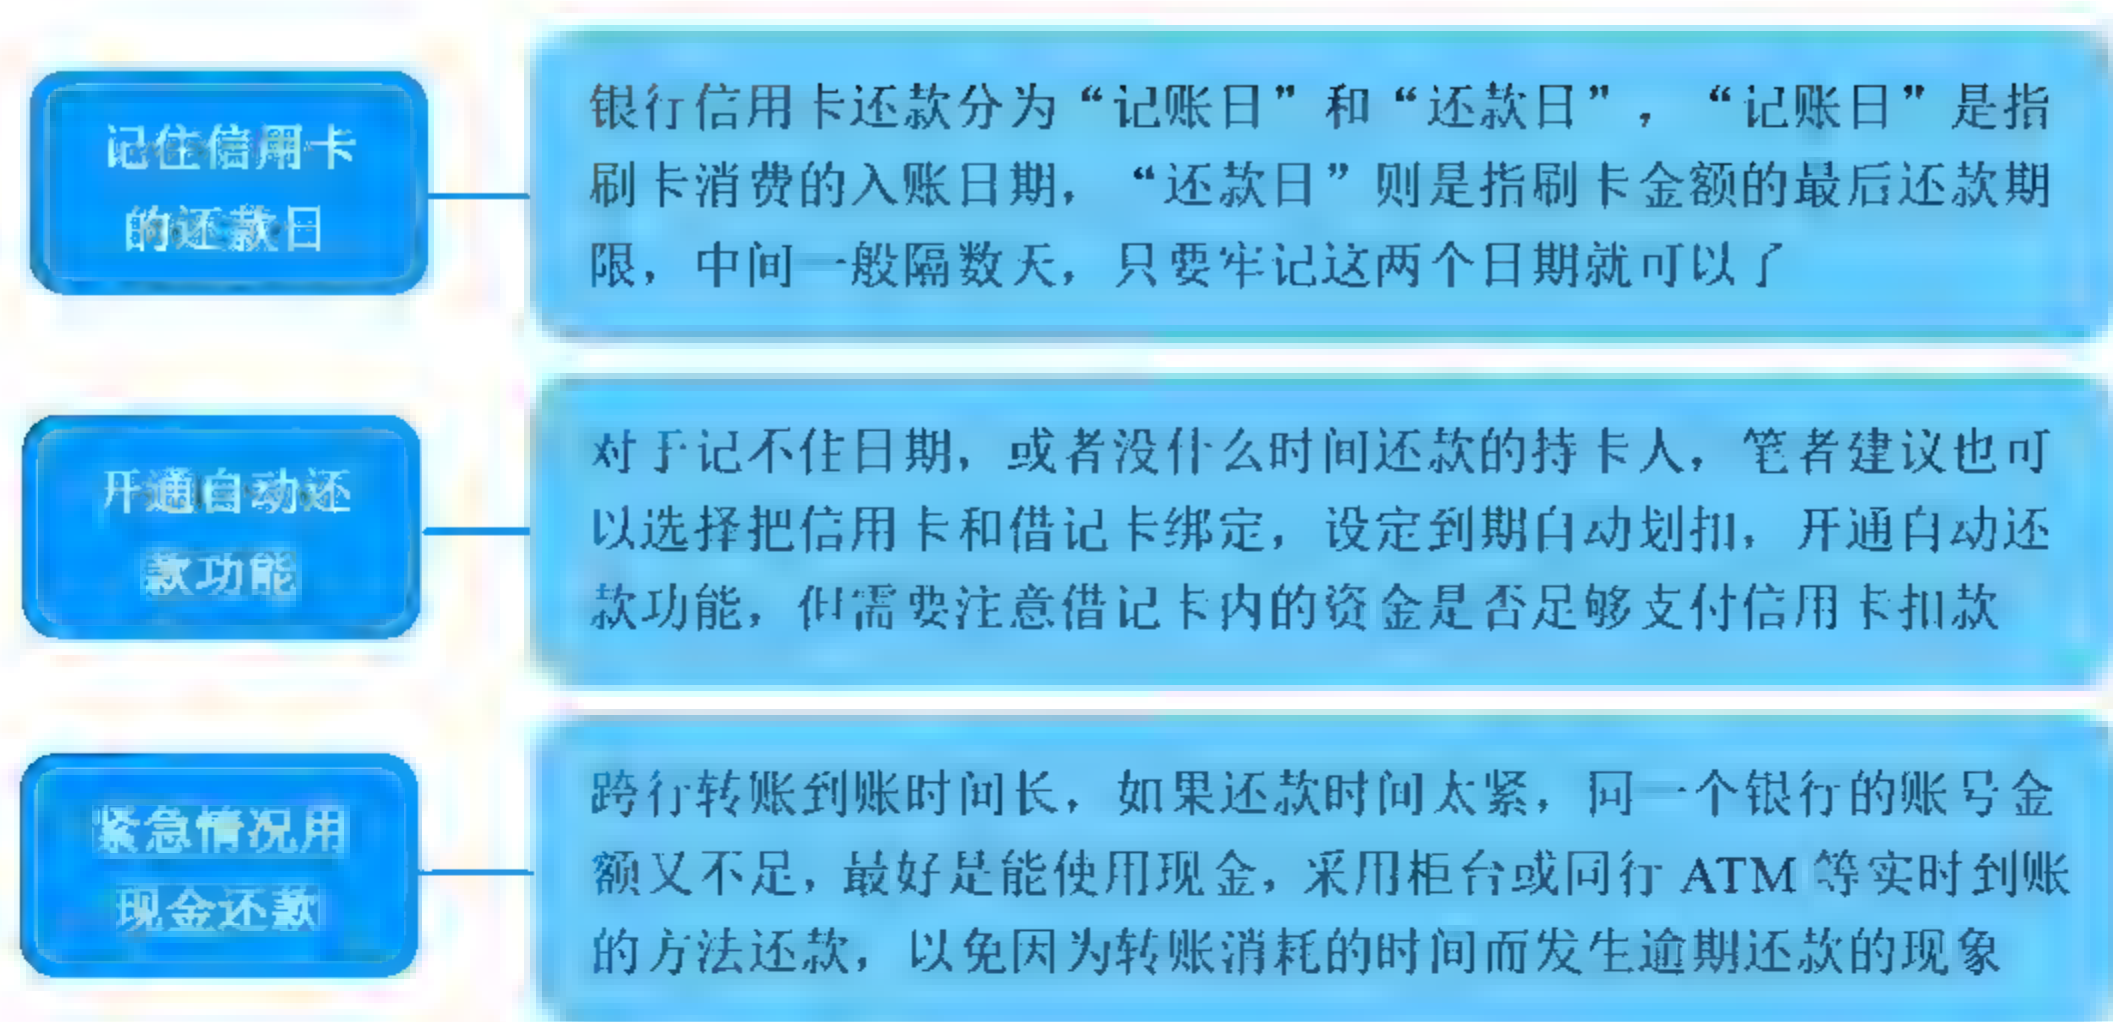 记住信用卡
的还款日
银行信用卡还款分为“记账日”和“还款日”，“记账日”是指
刷卡消费的入账日期，“还款日”则是指刷卡金额的最后还款期
限，中间一般隔数天，只要牢记这两个日期就可以了
开通自动还
款功能
对于记不住日期，或者没什么时间还款的持卡人，笔者建议也可
以选择把信用卡和借记卡绑定，设定到期自动划扣，开通自动还
款功能，但需要注意借记卡内的资金是否足够支付信用卡扣款
紧急情况用
现金还款
跨行转账到账时间长，如果还款时间太紧，同一个银行的账号金
额又不足，最好是能使用现金，采用柜台或同行 ATM 等实时到账
的方法还款，以免因为转账消耗的时间而发生逾期还款的现象